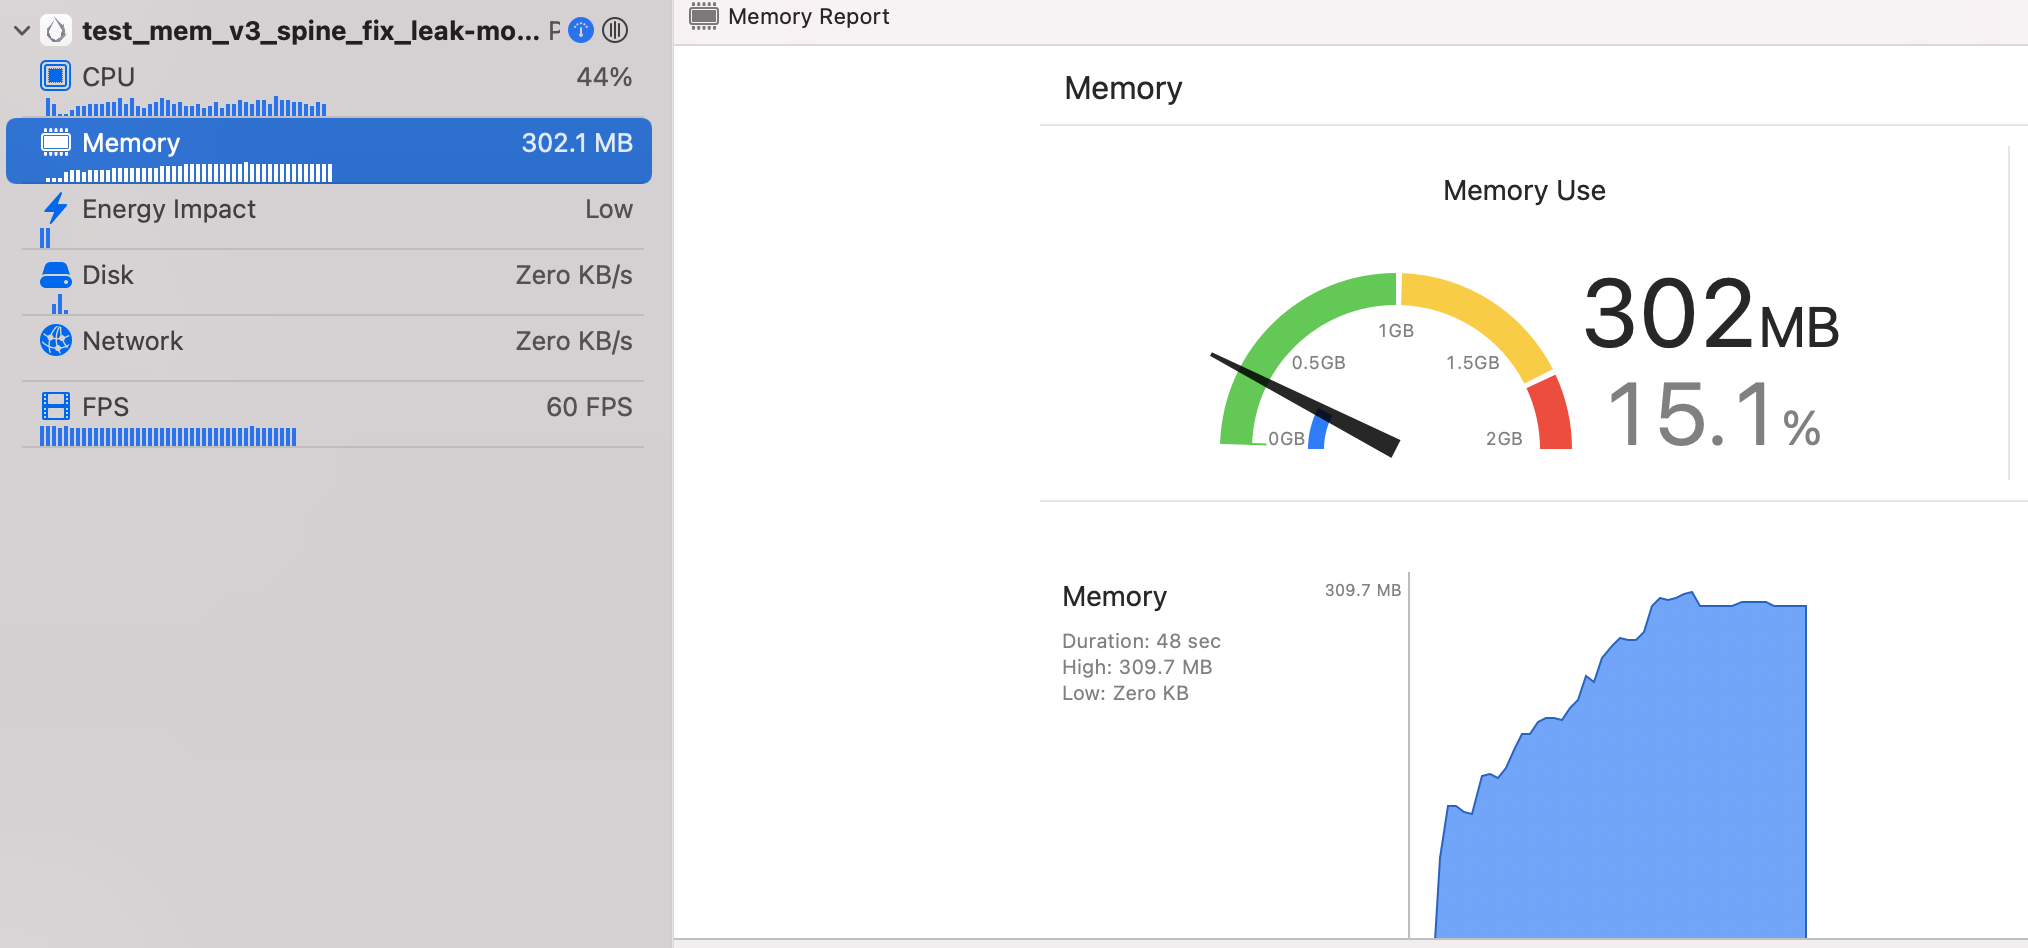 test_mem_v3_spine_fix_leak-mo... P
CPU 44%
Memory 302.1 MB
Energy Impact Low
Disk Zero KB/s
Network Zero KB/s
FPS 60 FPS
Memory Report
Memory
Memory Use
0GB
0.5GB
1GB
1.5GB
2GB
302MB
15.1%
Memory
Duration: 48 sec
High: 309.7 MB
Low: Zero KB
309.7 MB